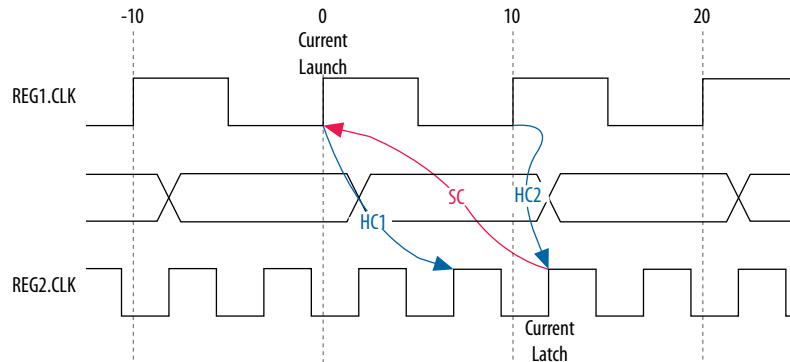 -10 0 10 20
Current
Launch
REG1.CLK
SC
HC2
HC1
REG2.CLK
Current
Latch